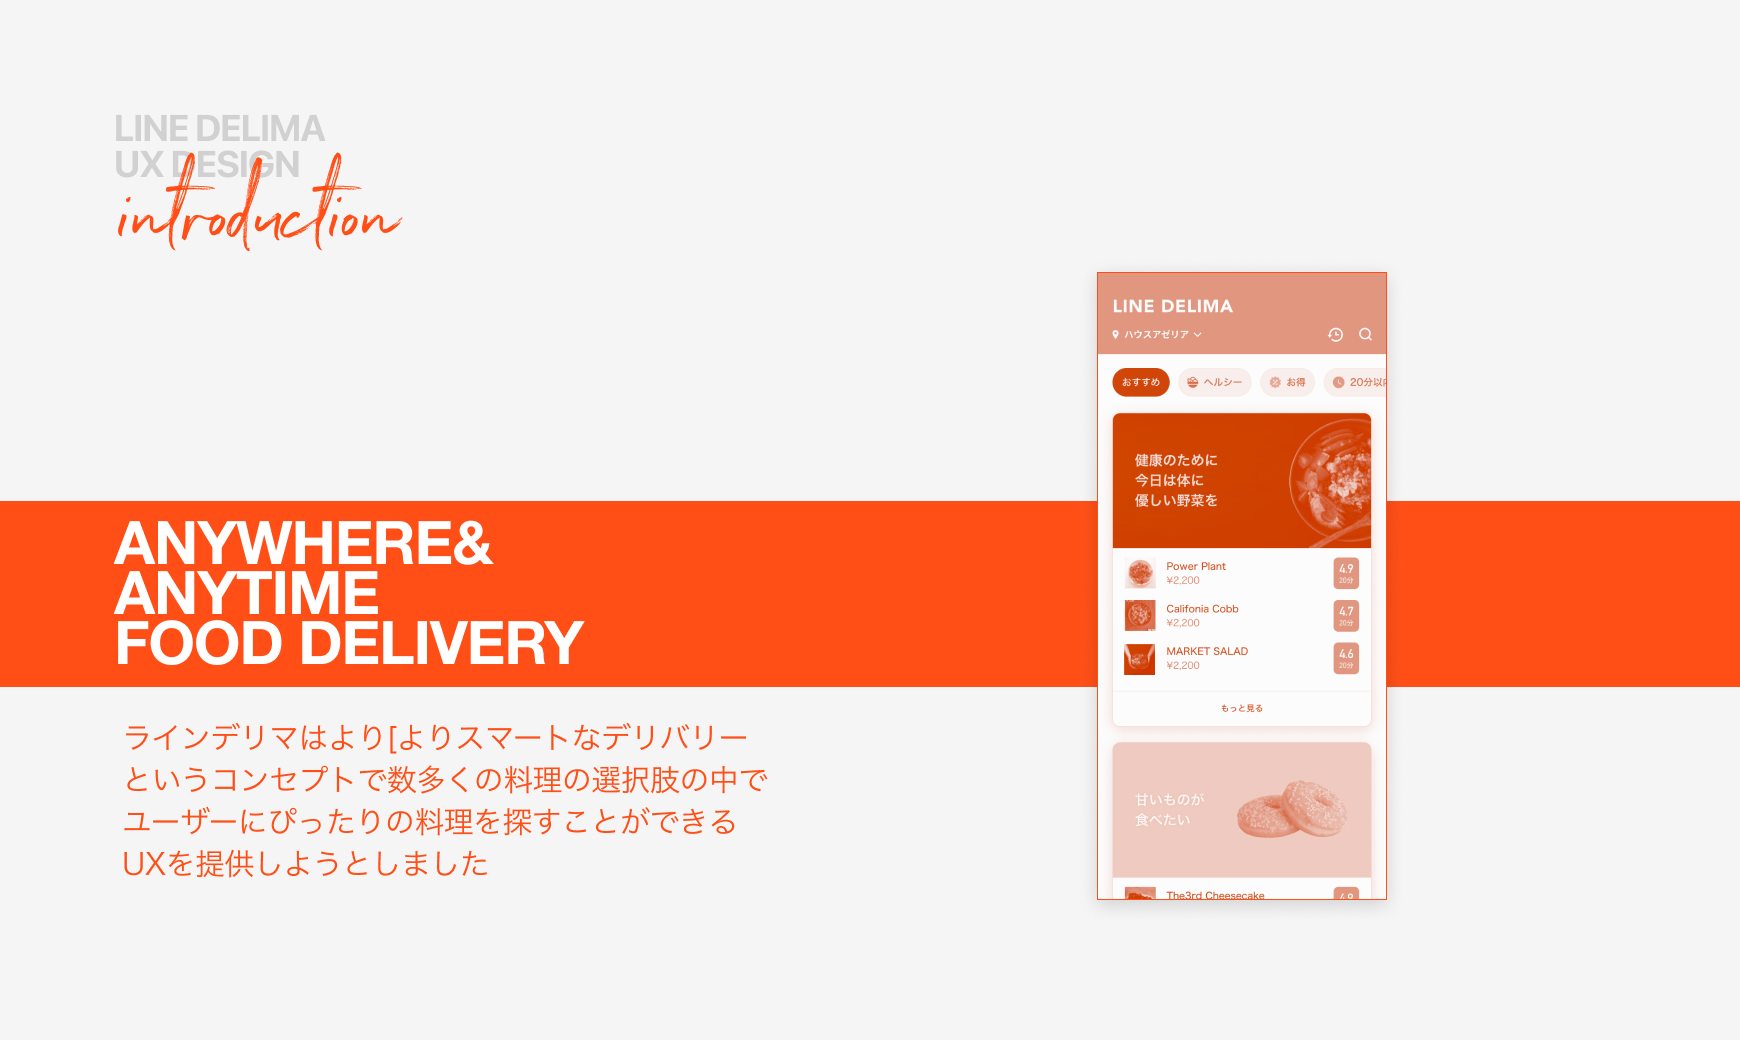 LINE DELIMA
UX DESIGN
introduction
ANYWHERE&
ANYTIME
FOOD DELIVERY
ラインデリマはより[よりスマートなデリバリー
というコンセプトで数多くの料理の選択肢の中で
ユーザーにぴったりの料理を探すことができる
UXを提供しようとしました
LINE DELIMA
ハウスアゼリア
おすすめ ヘルシー お得 20分以内
健康のために
今日は体に
優しい野菜を
Power Plant
¥2,200
4.9
20分
Califonia Cobb
¥2,200
4.7
20分
MARKET SALAD
¥2,200
4.6
20分
もっと見る
甘いものが
食べたい
The3rd Cheesecake
4.9